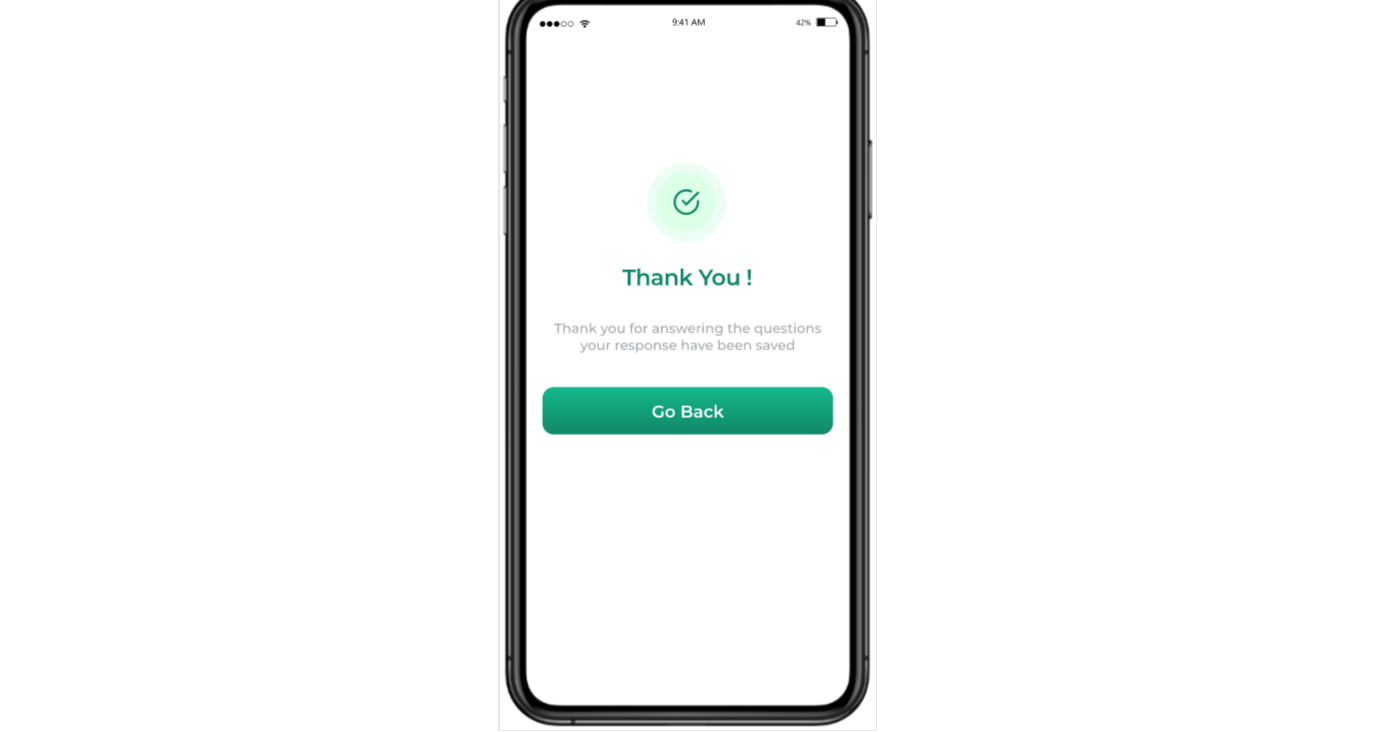 9:41 AM
42%
Thank You !
Thank you for answering the questions
your response have been saved
Go Back